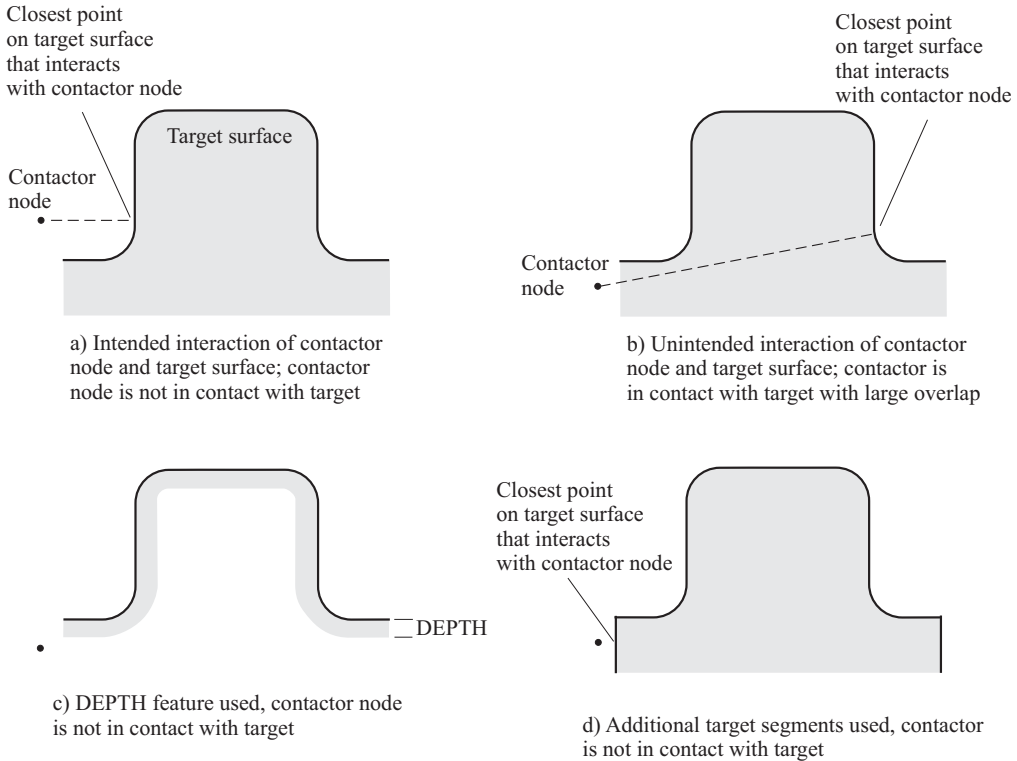 Closest point
on target surface
that interacts
with contactor node
Target surface
Contactor
node
a) Intended interaction of contactor
node and target surface; contactor
node is not in contact with target
Closest point
on target surface
that interacts
with contactor node
Contactor
node
b) Unintended interaction of contactor
node and target surface; contactor is
in contact with target with large overlap
DEPTH
c) DEPTH feature used, contactor node
is not in contact with target
Closest point
on target surface
that interacts
with contactor node
d) Additional target segments used, contactor
is not in contact with target